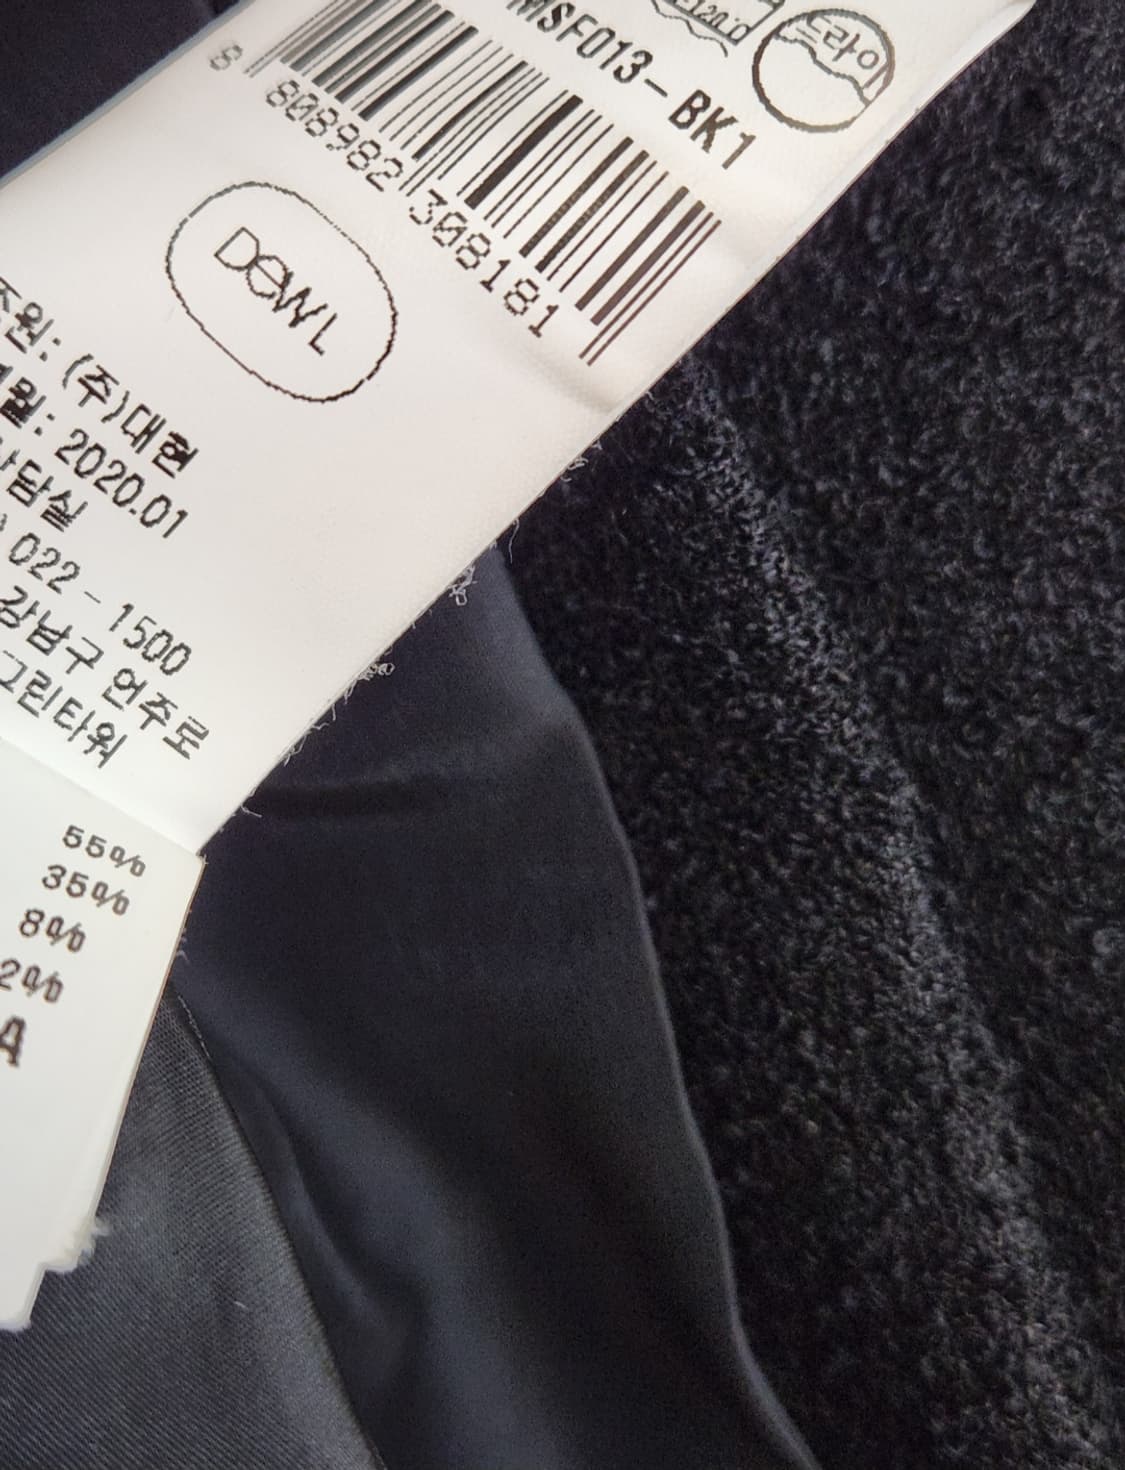 120'c
드라이
MSF013-BK1
8 808982 308181
DEWL
조원: (주)대현
월: 2020.01
담실
022-1500
강남구 언주로
그린타워
55%
35%
8%
2%
A